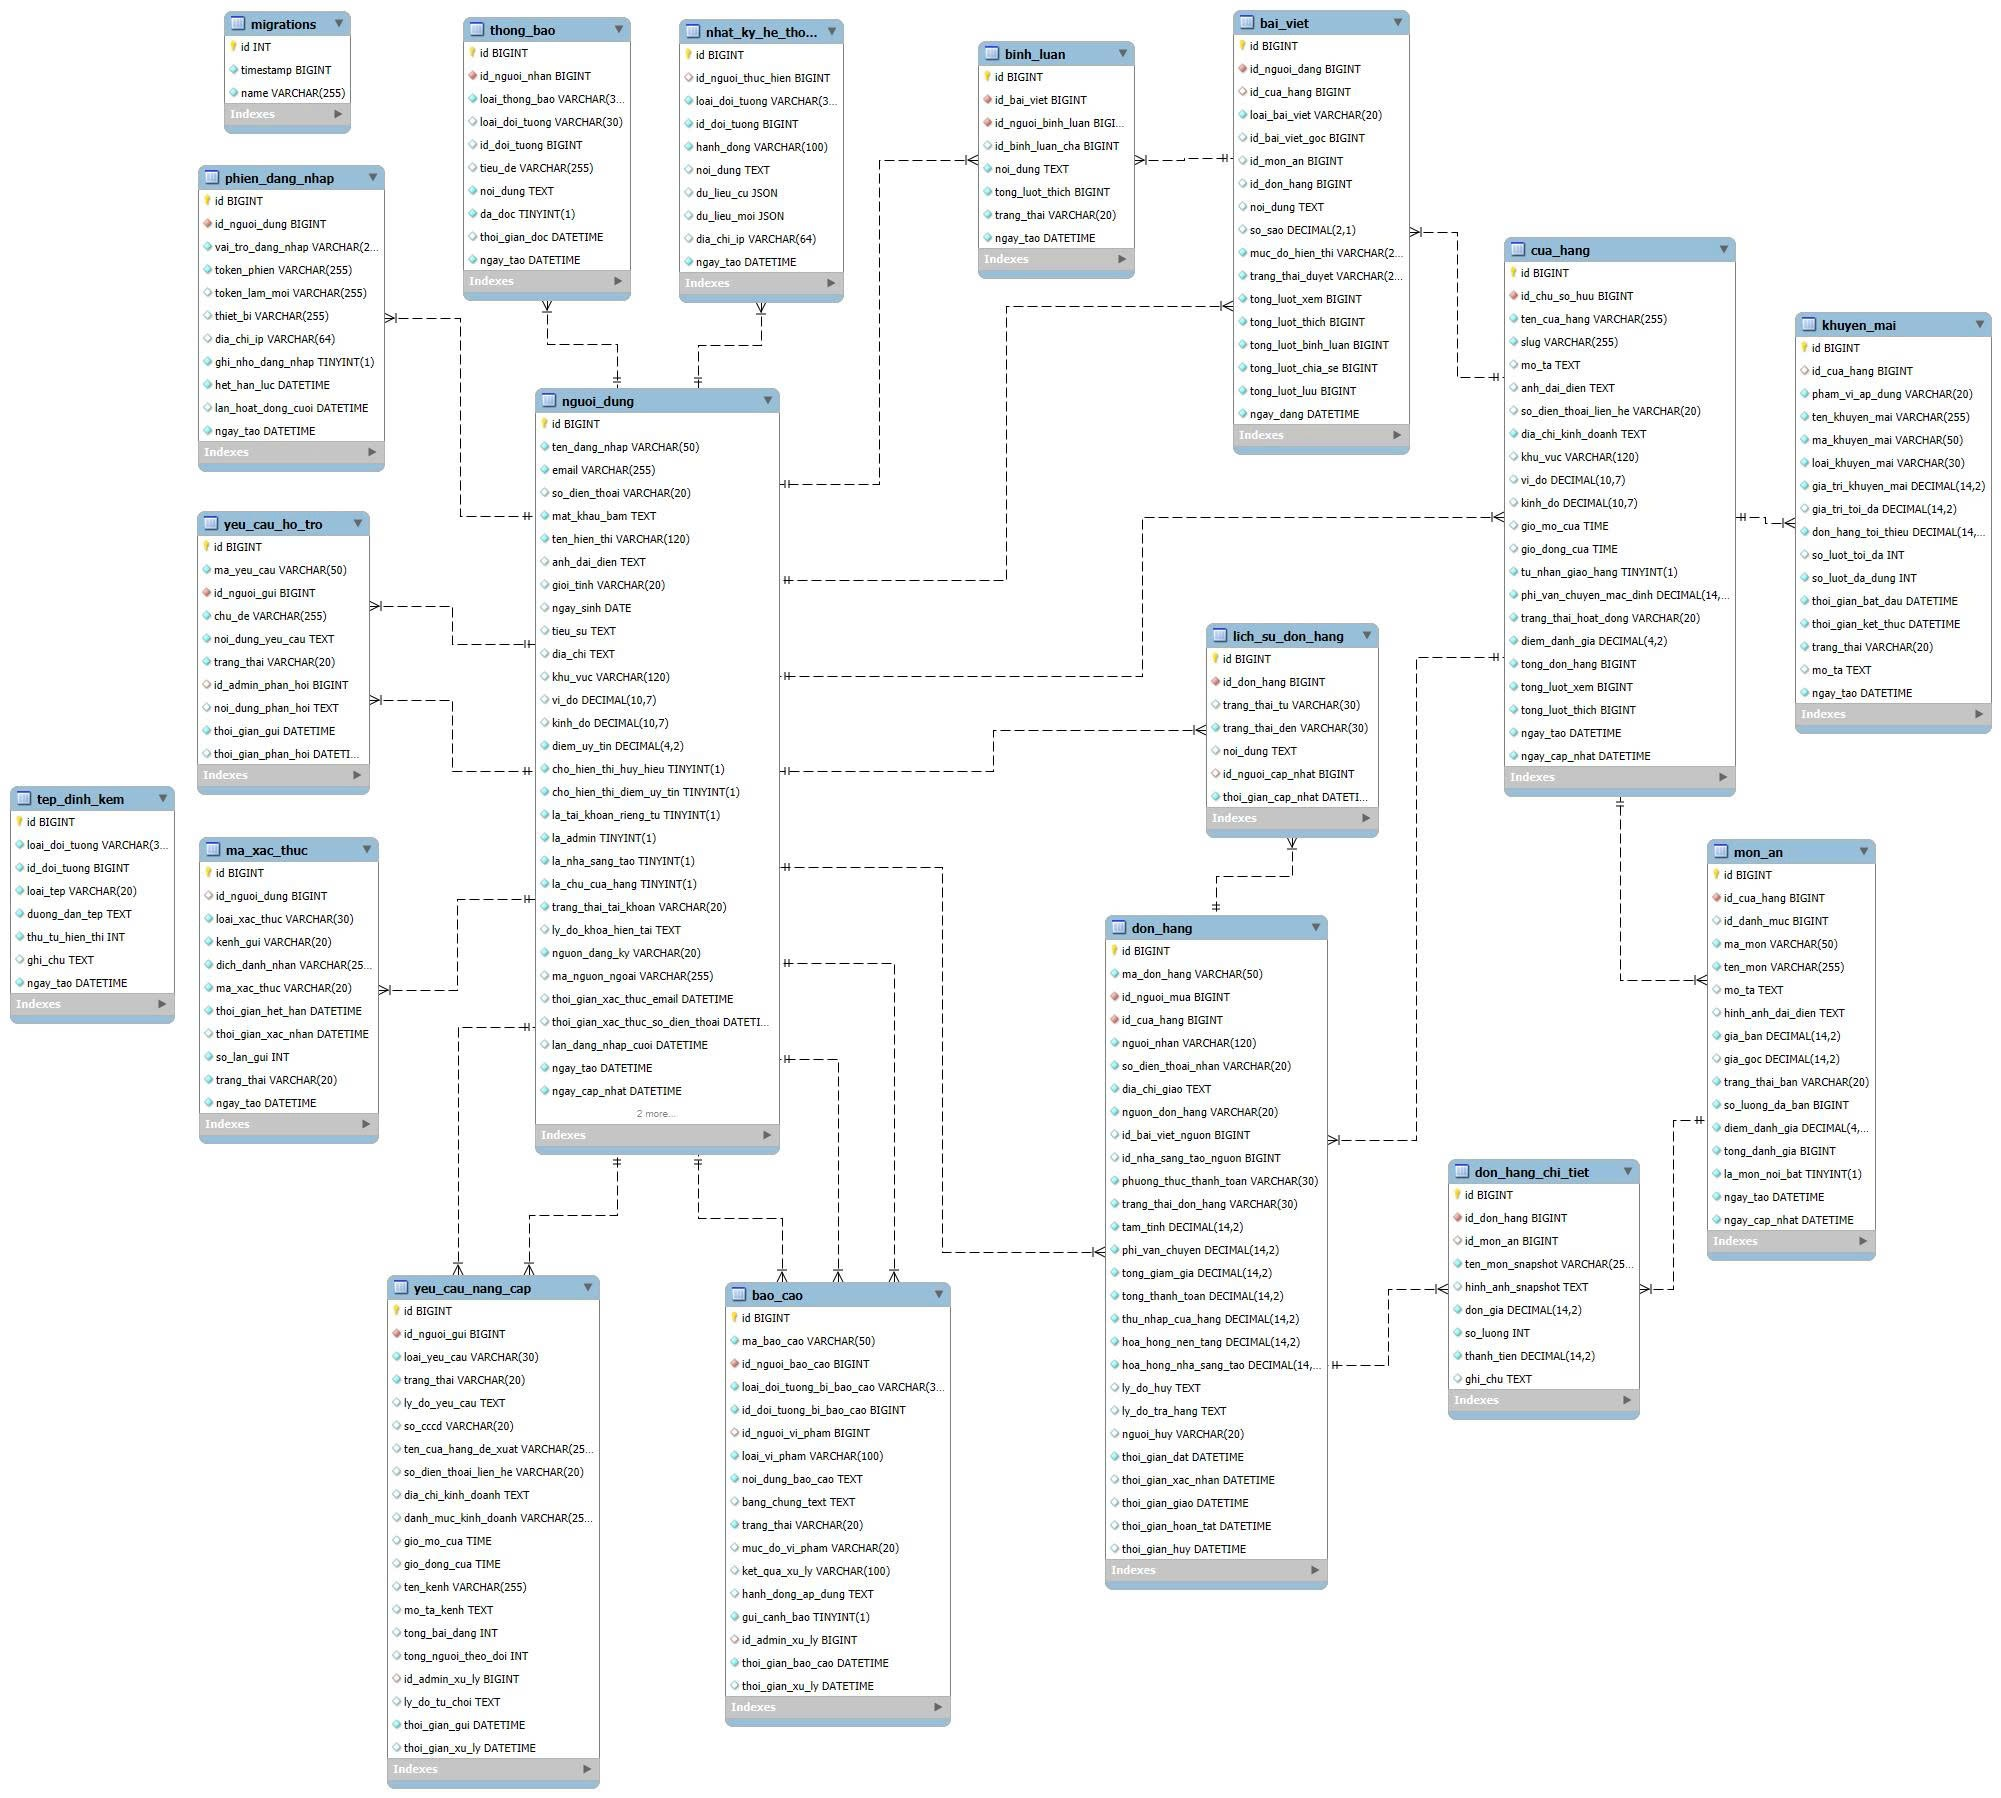 migrations
id INT
timestamp BIGINT
name VARCHAR(255)
Indexes
thong_bao
id BIGINT
id_nguoi_nhan BIGINT
loai_thong_bao VARCHAR(3...
loai_doi_tuong VARCHAR(30)
id_doi_tuong BIGINT
tieu_de VARCHAR(255)
noi_dung TEXT
da_doc TINYINT(1)
thoi_gian_doc DATETIME
ngay_tao DATETIME
Indexes
nhat_ky_he_tho...
id BIGINT
id_nguoi_thuc_hien BIGINT
loai_doi_tuong VARCHAR(3...
id_doi_tuong BIGINT
hanh_dong VARCHAR(100)
noi_dung TEXT
du_lieu_cu JSON
du_lieu_moi JSON
dia_chi_ip VARCHAR(64)
ngay_tao DATETIME
Indexes
binh_luan
id BIGINT
id_bai_viet BIGINT
id_nguoi_binh_luan BIGI...
id_binh_luan_cha BIGINT
noi_dung TEXT
tong_luot_thich BIGINT
trang_thai VARCHAR(20)
ngay_tao DATETIME
Indexes
bai_viet
id BIGINT
id_nguoi_dang BIGINT
id_cua_hang BIGINT
loai_bai_viet VARCHAR(20)
id_bai_viet_goc BIGINT
id_mon_an BIGINT
id_don_hang BIGINT
noi_dung TEXT
so_sao DECIMAL(2,1)
muc_do_hien_thi VARCHAR(2...
trang_thai_duyet VARCHAR(2...
tong_luot_xem BIGINT
tong_luot_thich BIGINT
tong_luot_binh_luan BIGINT
tong_luot_chia_se BIGINT
tong_luot_luu BIGINT
ngay_dang DATETIME
Indexes
phien_dang_nhap
id BIGINT
id_nguoi_dung BIGINT
vai_tro_dang_nhap VARCHAR(2...
token_phien VARCHAR(255)
token_lam_moi VARCHAR(255)
thiet_bi VARCHAR(255)
dia_chi_ip VARCHAR(64)
ghi_nho_dang_nhap TINYINT(1)
het_han_luc DATETIME
lan_hoat_dong_cuoi DATETIME
ngay_tao DATETIME
Indexes
cua_hang
id BIGINT
id_chu_so_huu BIGINT
ten_cua_hang VARCHAR(255)
slug VARCHAR(255)
mo_ta TEXT
anh_dai_dien TEXT
so_dien_thoai_lien_he VARCHAR(20)
dia_chi_kinh_doanh TEXT
khu_vuc VARCHAR(120)
vi_do DECIMAL(10,7)
kinh_do DECIMAL(10,7)
gio_mo_cua TIME
gio_dong_cua TIME
tu_nhan_giao_hang TINYINT(1)
phi_van_chuyen_mac_dinh DECIMAL(14,...
trang_thai_hoat_dong VARCHAR(20)
diem_danh_gia DECIMAL(4,2)
tong_don_hang BIGINT
tong_luot_xem BIGINT
tong_luot_thich BIGINT
ngay_tao DATETIME
ngay_cap_nhat DATETIME
Indexes
khuyen_mai
id BIGINT
id_cua_hang BIGINT
pham_vi_ap_dung VARCHAR(20)
ten_khuyen_mai VARCHAR(255)
ma_khuyen_mai VARCHAR(50)
loai_khuyen_mai VARCHAR(30)
gia_tri_khuyen_mai DECIMAL(14,2)
gia_tri_toi_da DECIMAL(14,2)
don_hang_toi_thieu DECIMAL(14,...
so_luot_toi_da INT
so_luot_da_dung INT
thoi_gian_bat_dau DATETIME
thoi_gian_ket_thuc DATETIME
trang_thai VARCHAR(20)
mo_ta TEXT
ngay_tao DATETIME
Indexes
nguoi_dung
id BIGINT
ten_dang_nhap VARCHAR(50)
email VARCHAR(255)
so_dien_thoai VARCHAR(20)
mat_khau_bam TEXT
ten_hien_thi VARCHAR(120)
anh_dai_dien TEXT
gioi_tinh VARCHAR(20)
ngay_sinh DATE
tieu_su TEXT
dia_chi TEXT
khu_vuc VARCHAR(120)
vi_do DECIMAL(10,7)
kinh_do DECIMAL(10,7)
diem_uy_tin DECIMAL(4,2)
cho_hien_thi_huy_hieu TINYINT(1)
cho_hien_thi_diem_uy_tin TINYINT(1)
la_tai_khoan_rieng_tu TINYINT(1)
la_admin TINYINT(1)
la_nha_sang_tao TINYINT(1)
la_chu_cua_hang TINYINT(1)
trang_thai_tai_khoan VARCHAR(20)
ly_do_khoa_hien_tai TEXT
nguon_dang_ky VARCHAR(20)
ma_nguon_ngoai VARCHAR(255)
thoi_gian_xac_thuc_email DATETIME
thoi_gian_xac_thuc_so_dien_thoai DATETI...
lan_dang_nhap_cuoi DATETIME
ngay_tao DATETIME
ngay_cap_nhat DATETIME
2 more...
Indexes
yeu_cau_ho_tro
id BIGINT
ma_yeu_cau VARCHAR(50)
id_nguoi_gui BIGINT
chu_de VARCHAR(255)
noi_dung_yeu_cau TEXT
trang_thai VARCHAR(20)
id_admin_phan_hoi BIGINT
noi_dung_phan_hoi TEXT
thoi_gian_gui DATETIME
thoi_gian_phan_hoi DATETI...
Indexes
lich_su_don_hang
id BIGINT
id_don_hang BIGINT
trang_thai_tu VARCHAR(30)
trang_thai_den VARCHAR(30)
noi_dung TEXT
id_nguoi_cap_nhat BIGINT
thoi_gian_cap_nhat DATETI...
Indexes
tep_dinh_kem
id BIGINT
loai_doi_tuong VARCHAR(3...
id_doi_tuong BIGINT
loai_tep VARCHAR(20)
duong_dan_tep TEXT
thu_tu_hien_thi INT
ghi_chu TEXT
ngay_tao DATETIME
Indexes
ma_xac_thuc
id BIGINT
id_nguoi_dung BIGINT
loai_xac_thuc VARCHAR(30)
kenh_gui VARCHAR(20)
dich_danh_nhan VARCHAR(25...
ma_xac_thuc VARCHAR(20)
thoi_gian_het_han DATETIME
thoi_gian_xac_nhan DATETIME
so_lan_gui INT
trang_thai VARCHAR(20)
ngay_tao DATETIME
Indexes
mon_an
id BIGINT
id_cua_hang BIGINT
id_danh_muc BIGINT
ma_mon VARCHAR(50)
ten_mon VARCHAR(255)
mo_ta TEXT
hinh_anh_dai_dien TEXT
gia_ban DECIMAL(14,2)
gia_goc DECIMAL(14,2)
trang_thai_ban VARCHAR(20)
so_luong_da_ban BIGINT
diem_danh_gia DECIMAL(4,...
tong_danh_gia BIGINT
la_mon_noi_bat TINYINT(1)
ngay_tao DATETIME
ngay_cap_nhat DATETIME
Indexes
don_hang
id BIGINT
ma_don_hang VARCHAR(50)
id_nguoi_mua BIGINT
id_cua_hang BIGINT
nguoi_nhan VARCHAR(120)
so_dien_thoai_nhan VARCHAR(20)
dia_chi_giao TEXT
nguon_don_hang VARCHAR(20)
id_bai_viet_nguon BIGINT
id_nha_sang_tao_nguon BIGINT
phuong_thuc_thanh_toan VARCHAR(30)
trang_thai_don_hang VARCHAR(30)
tam_tinh DECIMAL(14,2)
phi_van_chuyen DECIMAL(14,2)
tong_giam_gia DECIMAL(14,2)
tong_thanh_toan DECIMAL(14,2)
thu_nhap_cua_hang DECIMAL(14,2)
hoa_hong_nen_tang DECIMAL(14,2)
hoa_hong_nha_sang_tao DECIMAL(14,...
ly_do_huy TEXT
ly_do_tra_hang TEXT
nguoi_huy VARCHAR(20)
thoi_gian_dat DATETIME
thoi_gian_xac_nhan DATETIME
thoi_gian_giao DATETIME
thoi_gian_hoan_tat DATETIME
thoi_gian_huy DATETIME
Indexes
don_hang_chi_tiet
id BIGINT
id_don_hang BIGINT
id_mon_an BIGINT
ten_mon_snapshot VARCHAR(25...
hinh_anh_snapshot TEXT
don_gia DECIMAL(14,2)
so_luong INT
thanh_tien DECIMAL(14,2)
ghi_chu TEXT
Indexes
yeu_cau_nang_cap
id BIGINT
id_nguoi_gui BIGINT
loai_yeu_cau VARCHAR(30)
trang_thai VARCHAR(20)
ly_do_yeu_cau TEXT
so_cccd VARCHAR(20)
ten_cua_hang_de_xuat VARCHAR(25...
so_dien_thoai_lien_he VARCHAR(20)
dia_chi_kinh_doanh TEXT
danh_muc_kinh_doanh VARCHAR(25...
gio_mo_cua TIME
gio_dong_cua TIME
ten_kenh VARCHAR(255)
mo_ta_kenh TEXT
tong_bai_dang INT
tong_nguoi_theo_doi INT
id_admin_xu_ly BIGINT
ly_do_tu_choi TEXT
thoi_gian_gui DATETIME
thoi_gian_xu_ly DATETIME
Indexes
bao_cao
id BIGINT
ma_bao_cao VARCHAR(50)
id_nguoi_bao_cao BIGINT
loai_doi_tuong_bi_bao_cao VARCHAR(3...
id_doi_tuong_bi_bao_cao BIGINT
id_nguoi_vi_pham BIGINT
loai_vi_pham VARCHAR(100)
noi_dung_bao_cao TEXT
bang_chung_text TEXT
trang_thai VARCHAR(20)
muc_do_vi_pham VARCHAR(20)
ket_qua_xu_ly VARCHAR(100)
hanh_dong_ap_dung TEXT
gui_canh_bao TINYINT(1)
id_admin_xu_ly BIGINT
thoi_gian_bao_cao DATETIME
thoi_gian_xu_ly DATETIME
Indexes